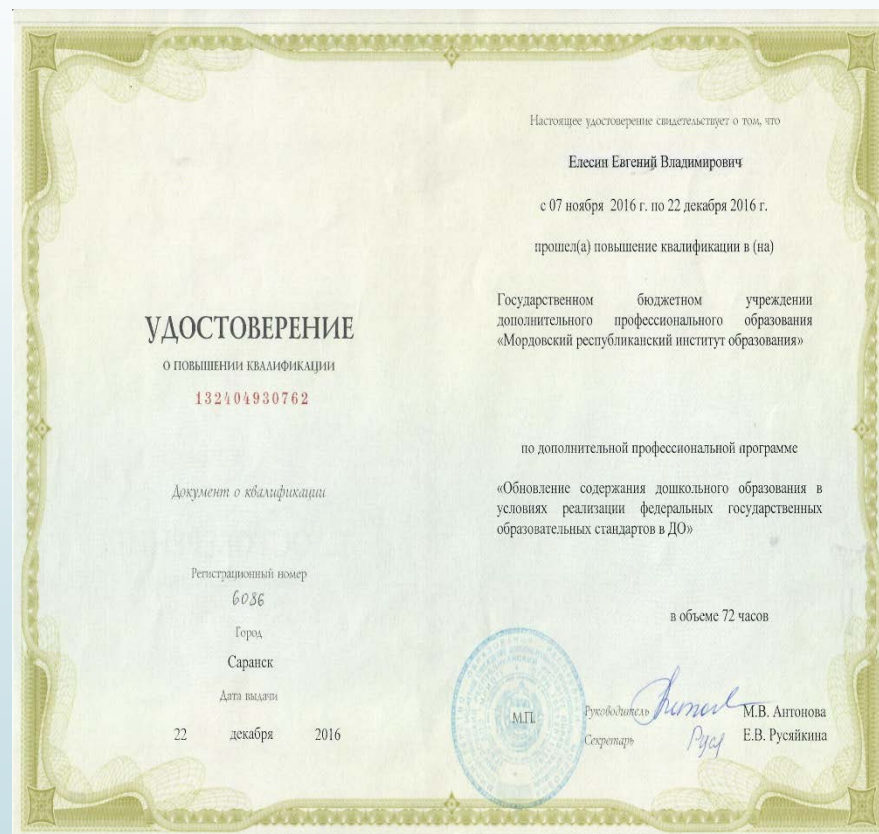 УДОСТОВЕРЕНИЕ
О ПОВЫШЕНИИ КВАЛИФИКАЦИИ
132404930762
Документ о квалификации
Регистрационный номер
6086
Город
Саранск
Дата выдачи
22 декабря 2016
Настоящее удостоверение свидетельствует о том, что
Елесин Евгений Владимирович
с 07 ноября 2016 г. по 22 декабря 2016 г.
прошел(а) повышение квалификации в (на)
Государственном бюджетном учреждении
дополнительного профессионального образования
«Мордовский республиканский институт образования»
по дополнительной профессиональной программе
«Обновление содержания дошкольного образования в
условиях реализации федеральных государственных
образовательных стандартов в ДО»
в объеме 72 часов
М.П.
Руководитель М.В. Антонова
Секретарь Е.В. Русяйкина